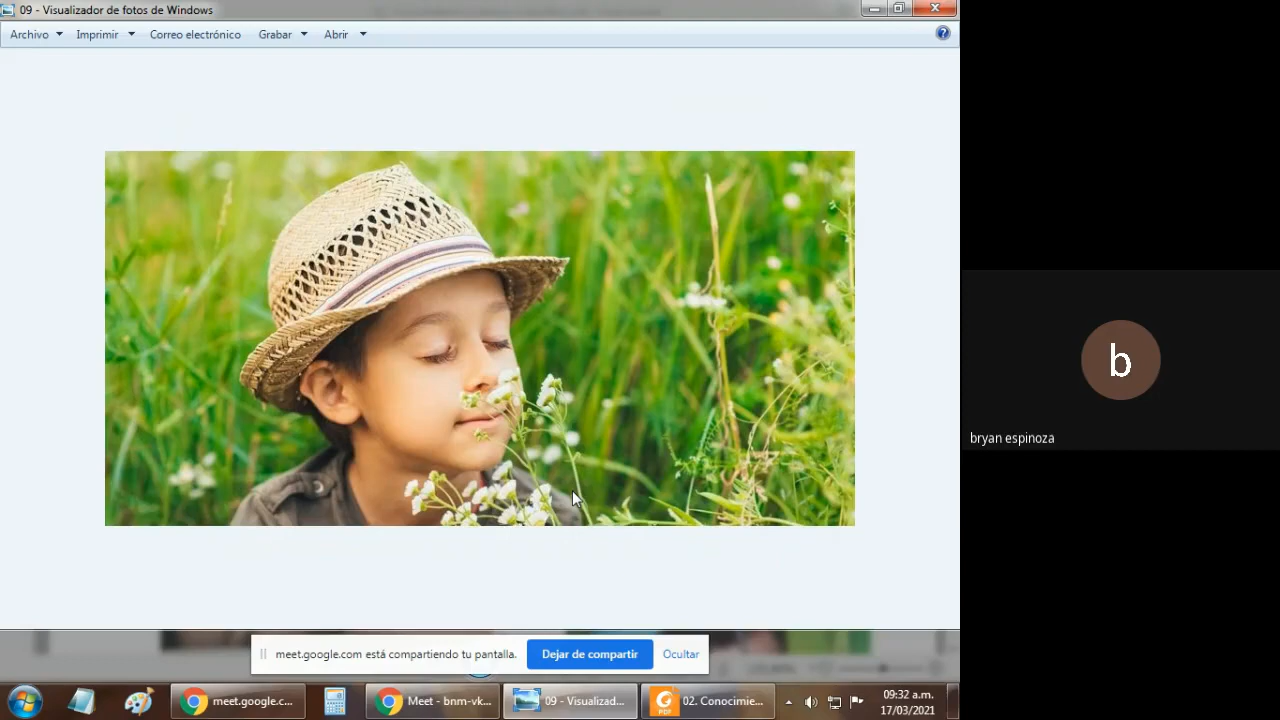 09 - Visualizador de fotos de Windows
Archivo Imprimir Correo electrónico Grabar Abrir
b
bryan espinoza
meet.google.com está compartiendo tu pantalla. Dejar de compartir Ocultar
meet.google.c... Meet - bnm-vk... 09 - Visualizad... PDF 02. Conocimie...
09:32 a.m.
17/03/2021